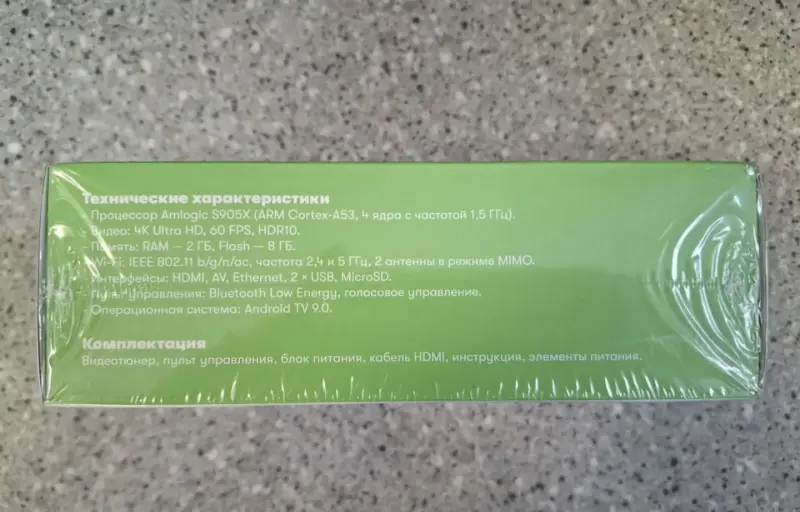 Технические характеристики
- Процессор Amlogic S905X (ARM Cortex-A53, 4 ядра с частотой 1,5 ГГц).
- Видео: 4K Ultra HD, 60 FPS, HDR10.
- Память: RAM — 2 ГБ, Flash — 8 ГБ.
- Wi-Fi: IEEE 802.11 b/g/n/ac, частота 2,4 и 5 ГГц, 2 антенны в режиме MIMO.
- Интерфейсы: HDMI, AV, Ethernet, 2 × USB, MicroSD.
- Пульт управления: Bluetooth Low Energy, голосовое управление.
- Операционная система: Android TV 9.0.
Комплектация
Видеотюнер, пульт управления, блок питания, кабель HDMI, инструкция, элементы питания.